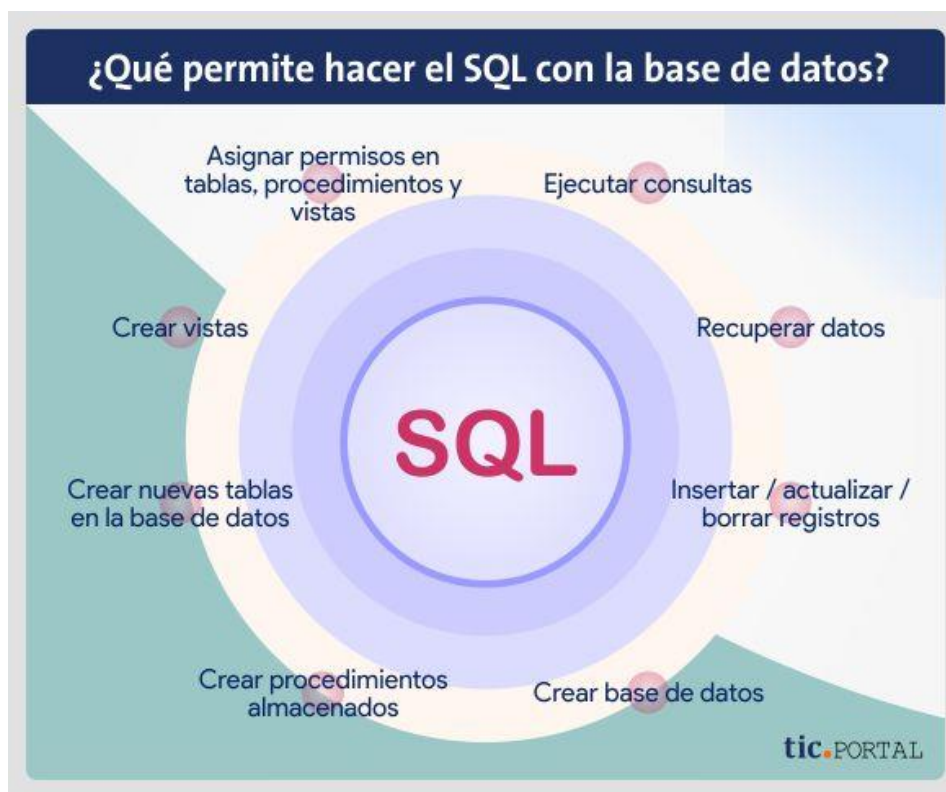 ¿Qué permite hacer el SQL con la base de datos?
Asignar permisos en
tablas, procedimientos y
vistas
Ejecutar consultas
Crear vistas
Recuperar datos
SQL
Crear nuevas tablas
en la base de datos
Insertar / actualizar /
borrar registros
Crear procedimientos
almacenados
Crear base de datos
tic.PORTAL